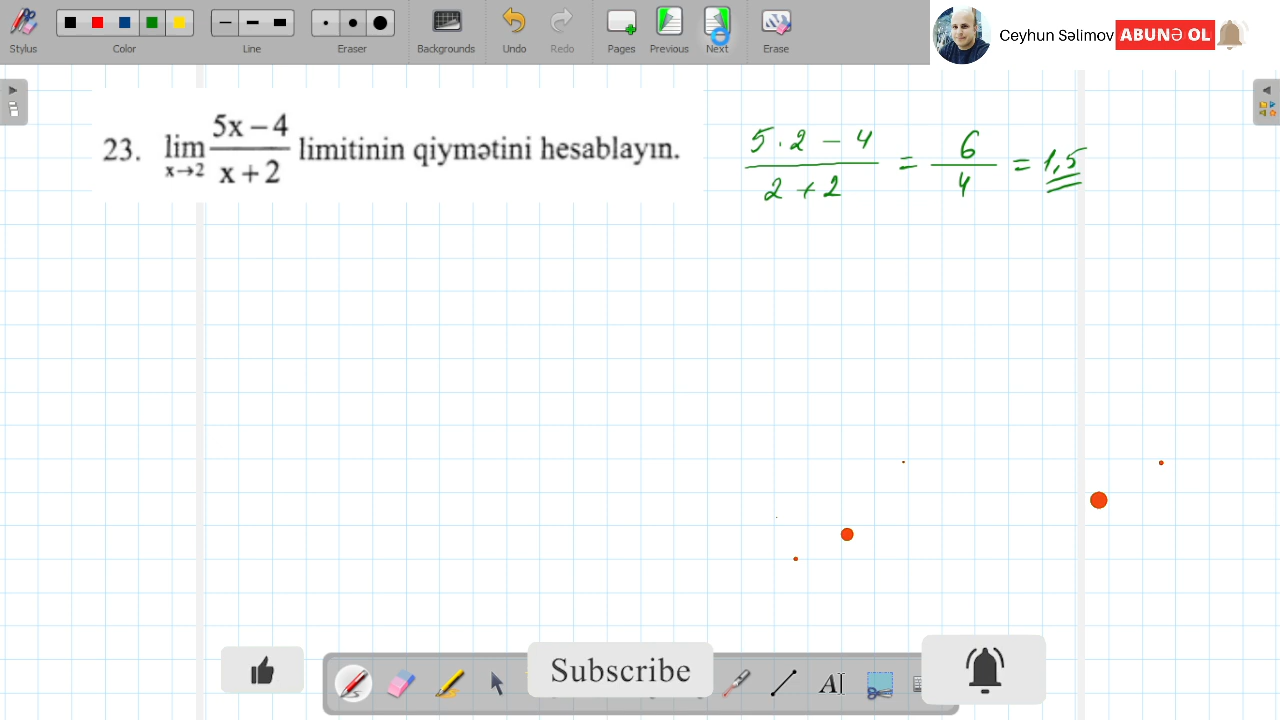 Stylus Color Line Eraser Backgrounds Undo Redo Pages Previous Next Erase
Ceyhun Səlimov ABUNƏ OL
23. lim x→2 (5x – 4)/(x + 2) limitinin qiymətini hesablayın.
(5 · 2 – 4)/(2 + 2) = 6/4 = 1,5
Subscribe
A